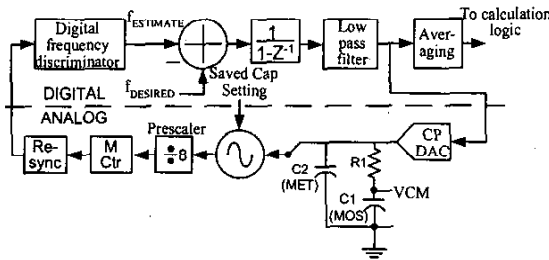 Digital
frequency
discriminator
fESTIMATE
+
−
fDESIRED
1
1-Z-1
Low
pass
filter
Aver-
aging
To calculation
logic
Saved Cap
Setting
DIGITAL
ANALOG
Re-
sync
M
Ctr
Prescaler
÷8
C2
(MET)
R1
C1
(MOS)
VCM
CP
DAC